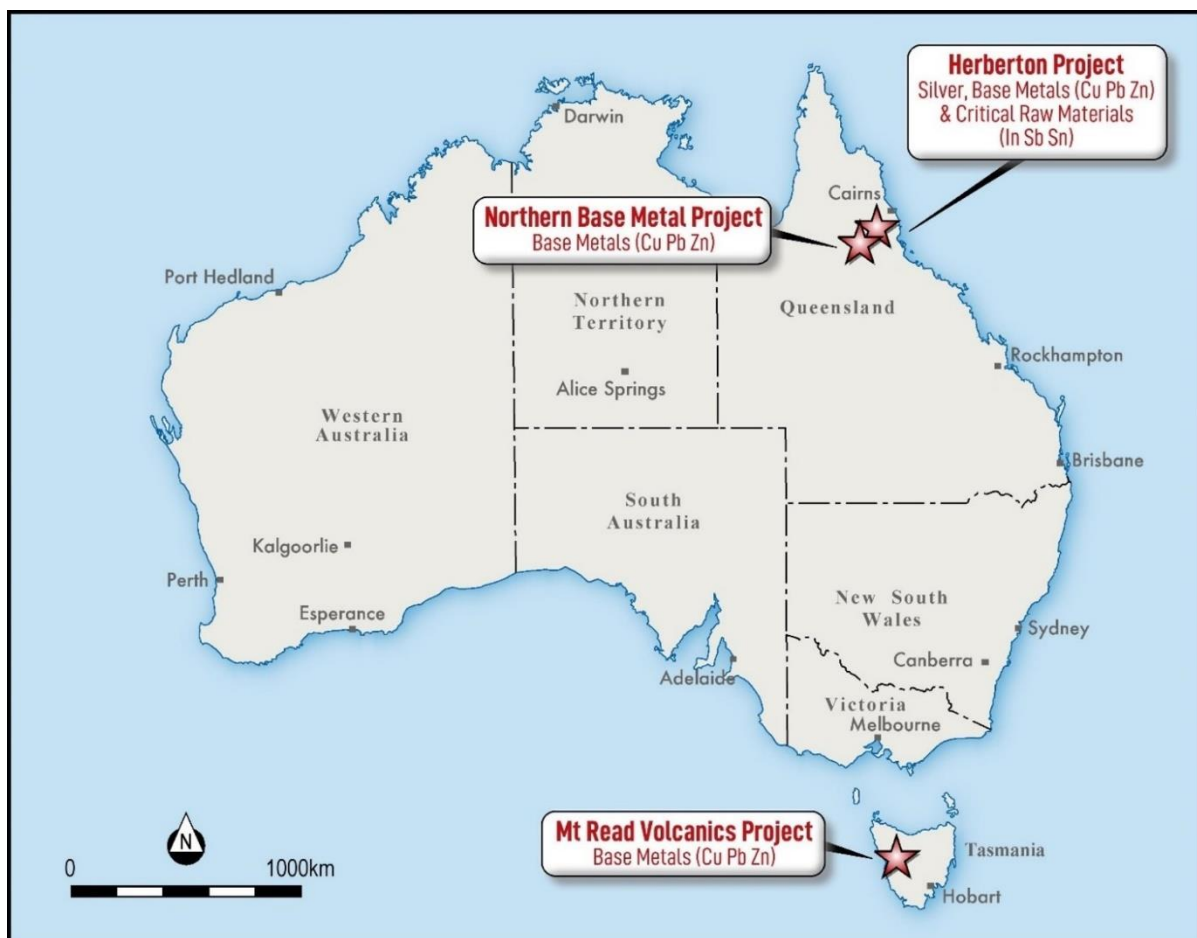 Herberton Project
Silver, Base Metals (Cu Pb Zn)
& Critical Raw Materials
(In Sb Sn)
Darwin
Cairns
Northern Base Metal Project
Base Metals (Cu Pb Zn)
Port Hedland
Northern
Territory
Queensland
Alice Springs
Rockhampton
Western
Australia
Brisbane
South
Australia
Kalgoorlie
Perth
Esperance
New South
Wales
Sydney
Canberra
Adelaide
Victoria
Melbourne
Mt Read Volcanics Project
Base Metals (Cu Pb Zn)
Tasmania
Hobart
N
0 1000km